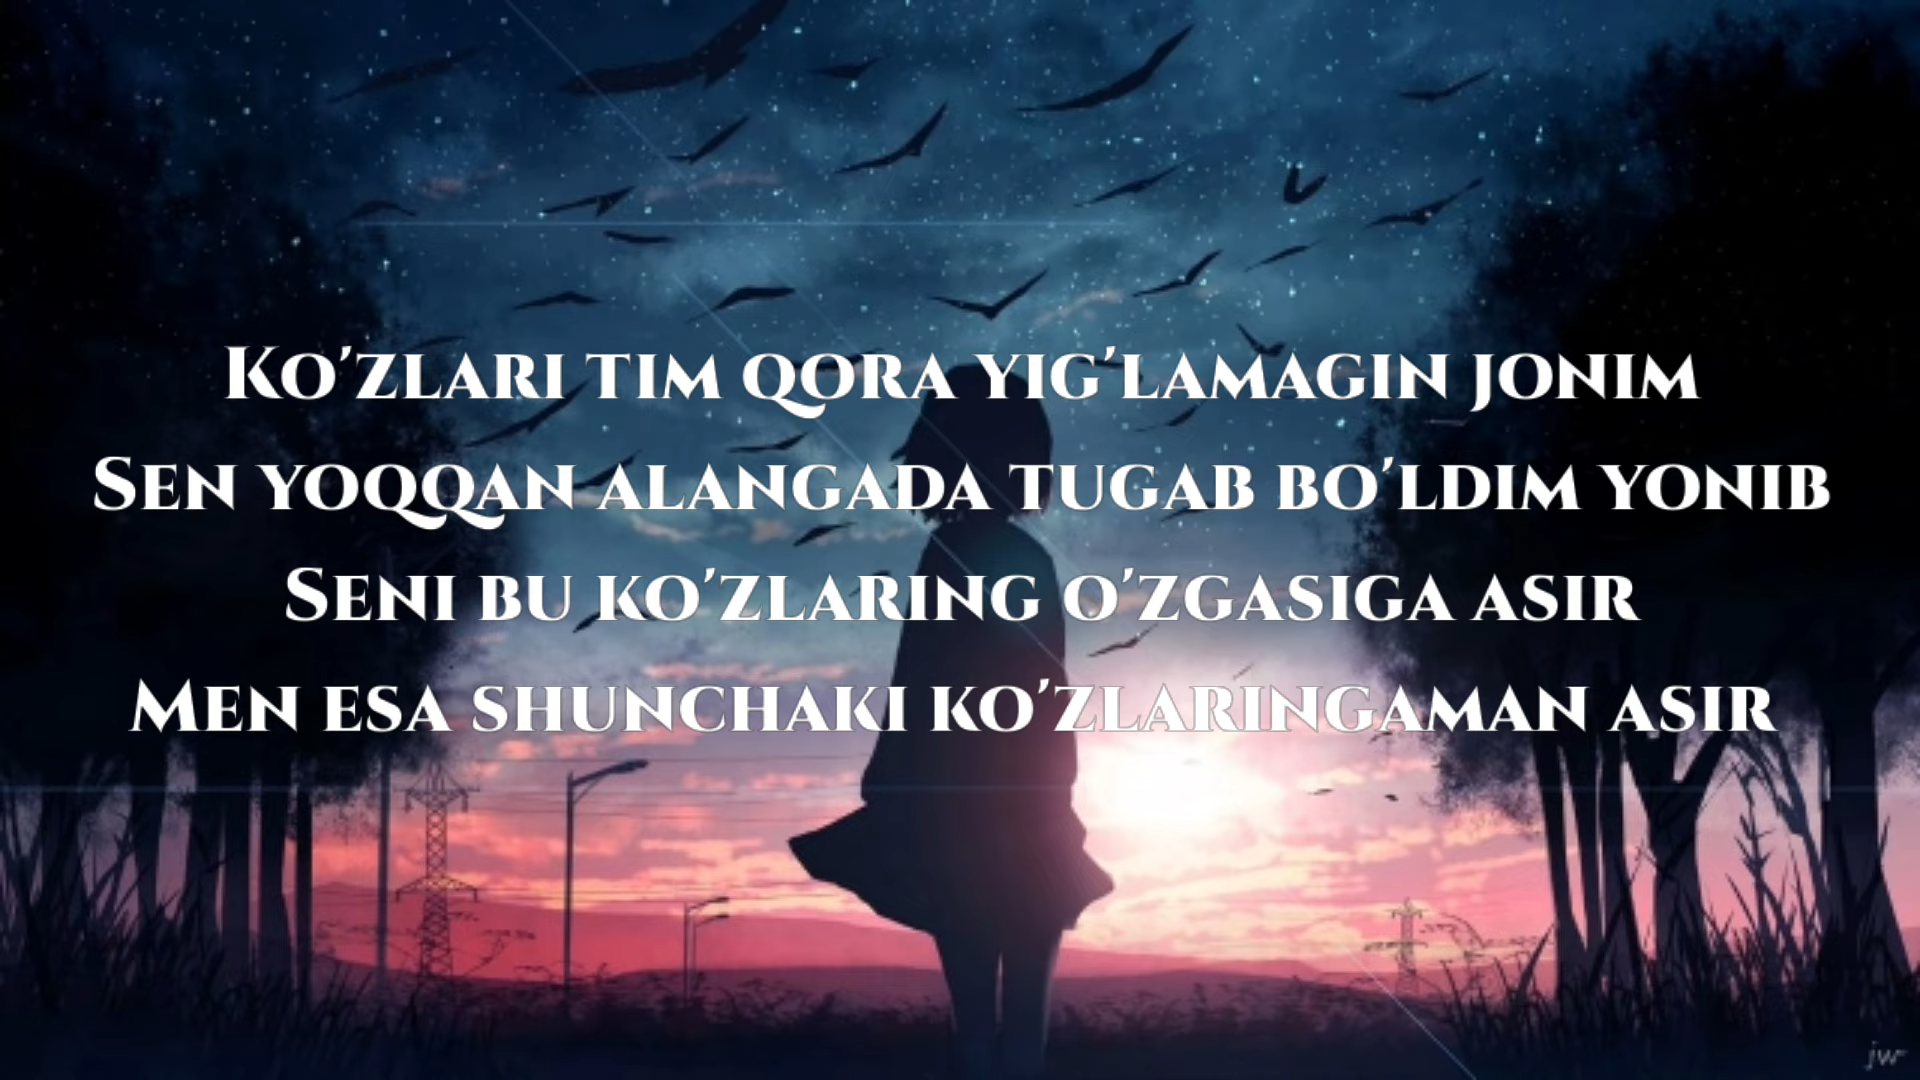 Ko'zlari tim qora yig'lamagin jonim
Sen yoqqan alangada tugab bo'ldim yonib
Seni bu ko'zlaring o'zgasiga asir
Men esa shunchaki ko'zlaringaman asir
jw